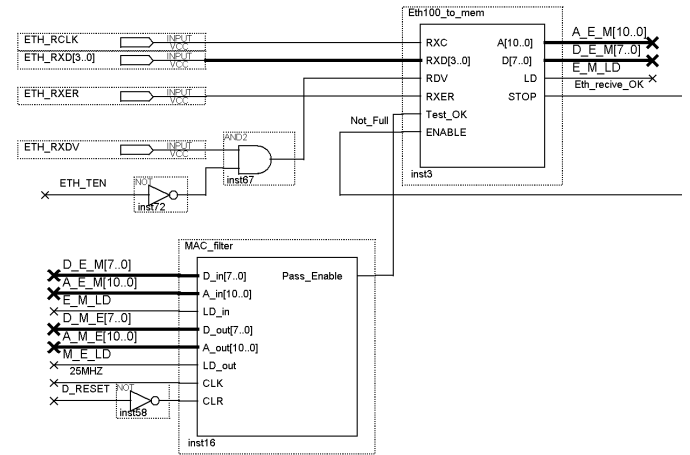 Eth100_to_mem
ETH_RCLK INPUT VCC RXC A[10..0] A_E_M[10..0]
ETH_RXD[3..0] INPUT VCC RXD[3..0] D[7..0] D_E_M[7..0]
RDV LD E_M_LD
ETH_RXER INPUT VCC RXER STOP Eth_recive_OK
Not_Full Test_OK
ENABLE
AND2
ETH_RXDV INPUT VCC
inst67
inst3
ETH_TEN NOT
inst72
MAC_filter
D_E_M[7..0] D_in[7..0] Pass_Enable
A_E_M[10..0] A_in[10..0]
E_M_LD LD_in
D_M_E[7..0] D_out[7..0]
A_M_E[10..0] A_out[10..0]
M_E_LD LD_out
25MHZ CLK
D_RESET NOT CLR
inst58
inst16